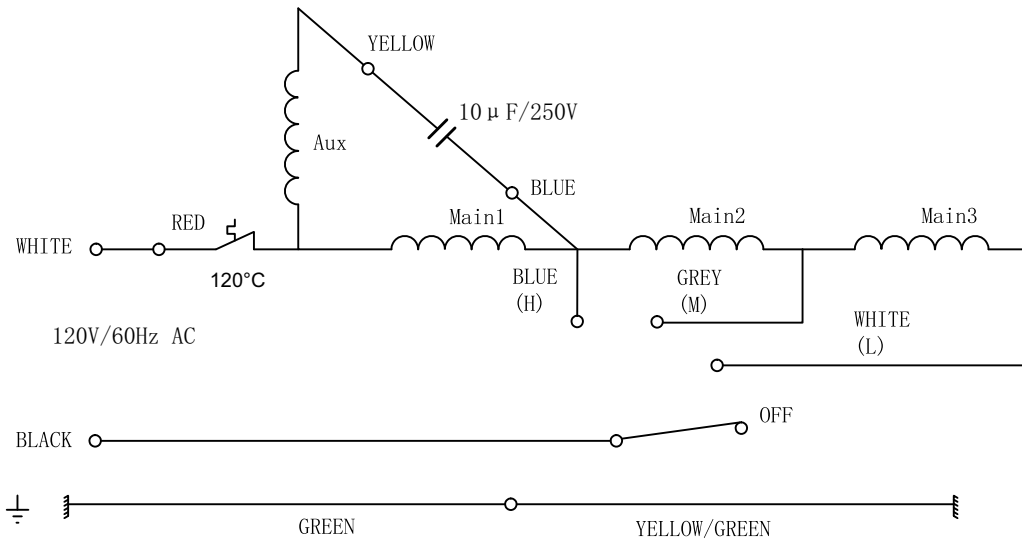 YELLOW
10μF/250V
Aux
BLUE
RED
Main1
Main2
Main3
WHITE
120°C
BLUE
(H)
GREY
(M)
WHITE
(L)
120V/60Hz AC
OFF
BLACK
GREEN
YELLOW/GREEN